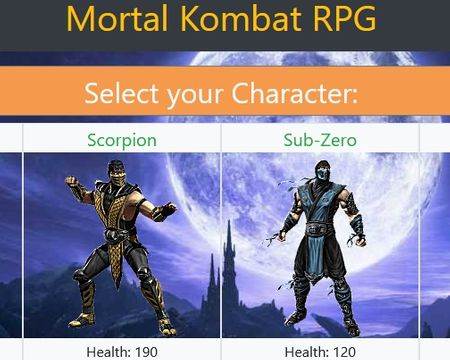 Mortal Kombat RPG
Select your Character:
Scorpion
Sub-Zero
Health: 190
Health: 120